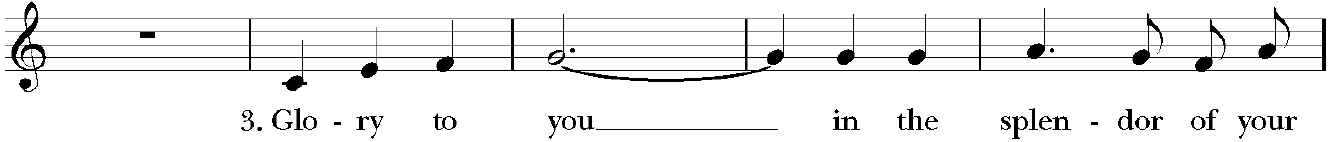 3. Glo - ry to you in the splen - dor of your